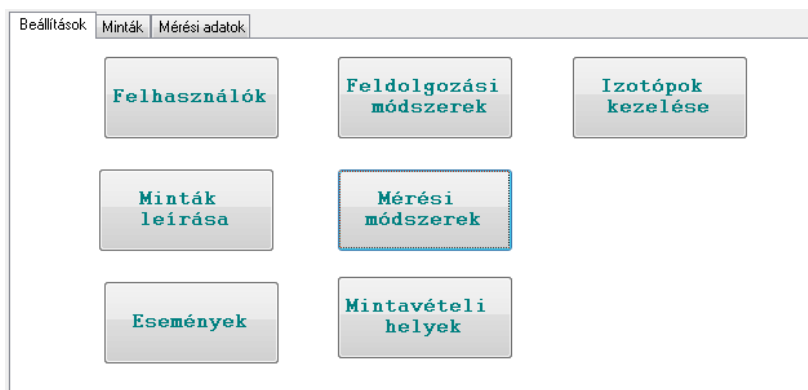 Beállítások Minták Mérési adatok
Felhasználók
Feldolgozási
módszerek
Izotópok
kezelése
Minták
leírása
Mérési
módszerek
Események
Mintavételi
helyek